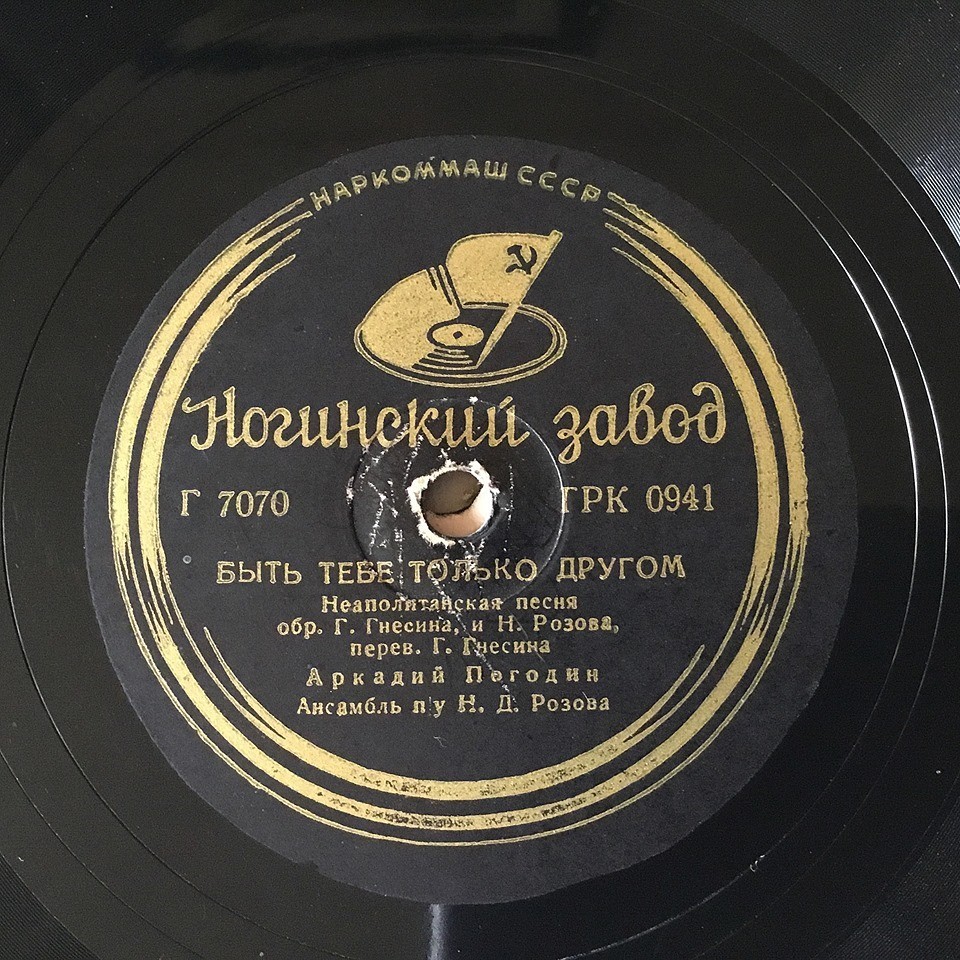 НАРКОММАШ СССР
Ногинский завод
Г 7070 ГРК 0941
БЫТЬ ТЕБЕ ТОЛЬКО ДРУГОМ
Неаполитанская песня
обр. Г. Гнесина, и Н. Розова,
перев. Г. Гнесина
Аркадий Погодин
Ансамбль п/у Н. Д. Розова